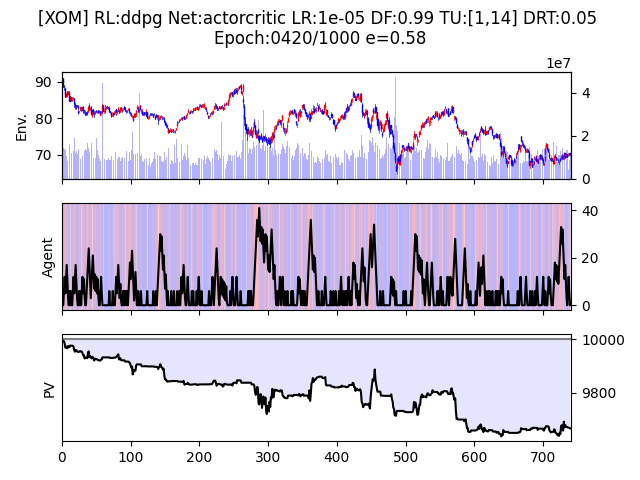 [XOM] RL:ddpg Net:actorcritic LR:1e-05 DF:0.99 TU:[1,14] DRT:0.05
Epoch:0420/1000 e=0.58
1e7
90
80
70
Env.
4
2
0
Agent
40
20
0
PV
10000
9800
0 100 200 300 400 500 600 700